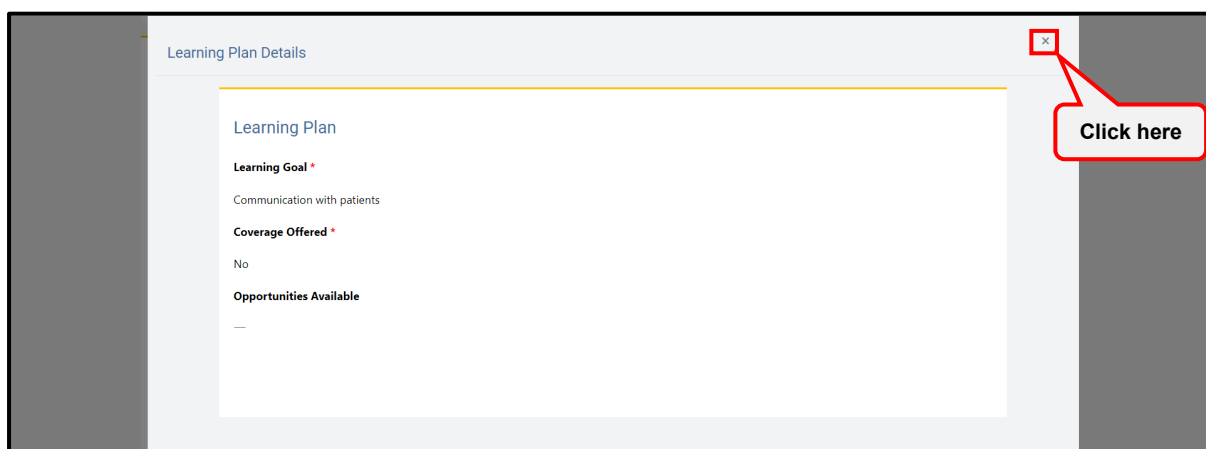 Learning Plan Details
×
Click here
Learning Plan
Learning Goal *
Communication with patients
Coverage Offered *
No
Opportunities Available
—